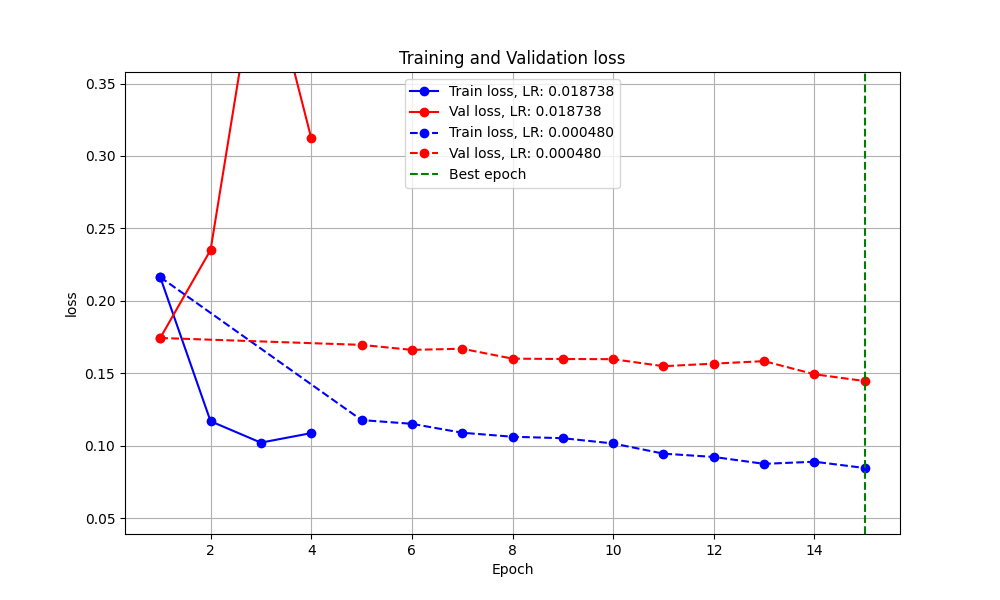 Training and Validation loss
Train loss, LR: 0.018738
Val loss, LR: 0.018738
Train loss, LR: 0.000480
Val loss, LR: 0.000480
Best epoch
0.35
0.30
0.25
0.20
0.15
0.10
0.05
loss
2 4 6 8 10 12 14
Epoch